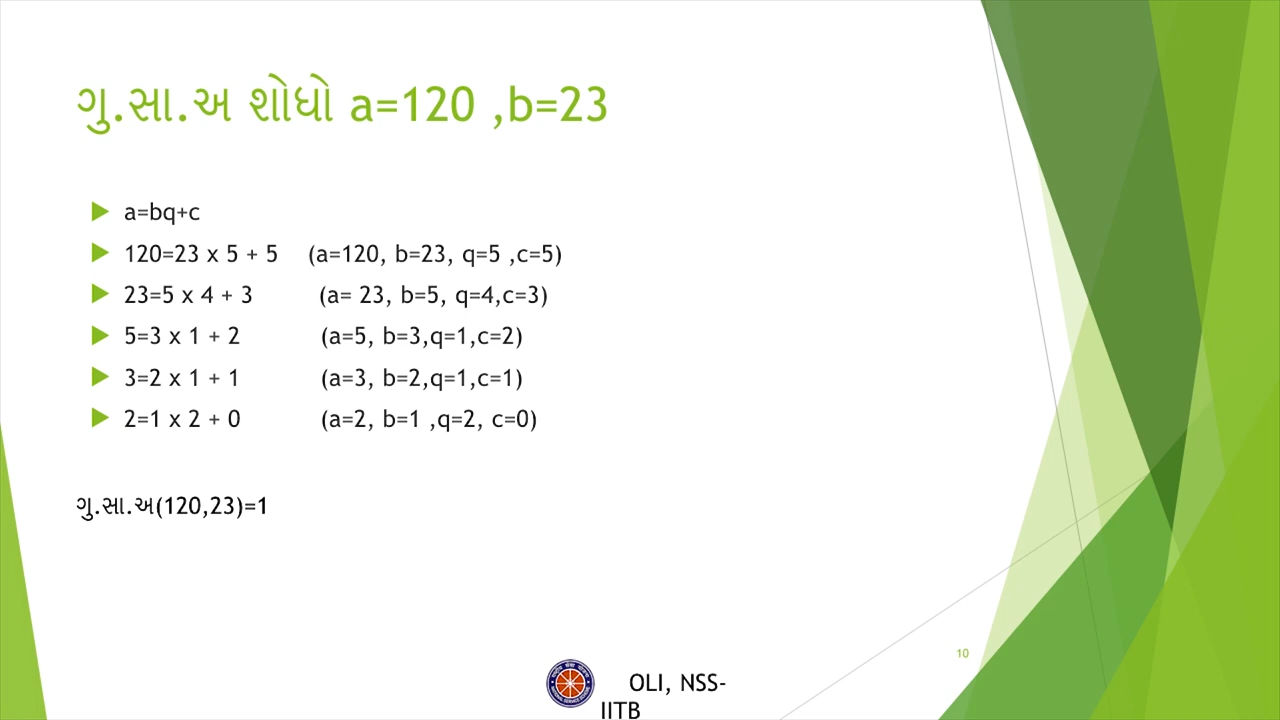 ગુ.સા.અ શોધો a=120 ,b=23
a=bq+c
120=23 x 5 + 5 (a=120, b=23, q=5 ,c=5)
23=5 x 4 + 3 (a= 23, b=5, q=4,c=3)
5=3 x 1 + 2 (a=5, b=3,q=1,c=2)
3=2 x 1 + 1 (a=3, b=2,q=1,c=1)
2=1 x 2 + 0 (a=2, b=1 ,q=2, c=0)
ગુ.સા.અ(120,23)=1
10
OLI, NSS-
IITB